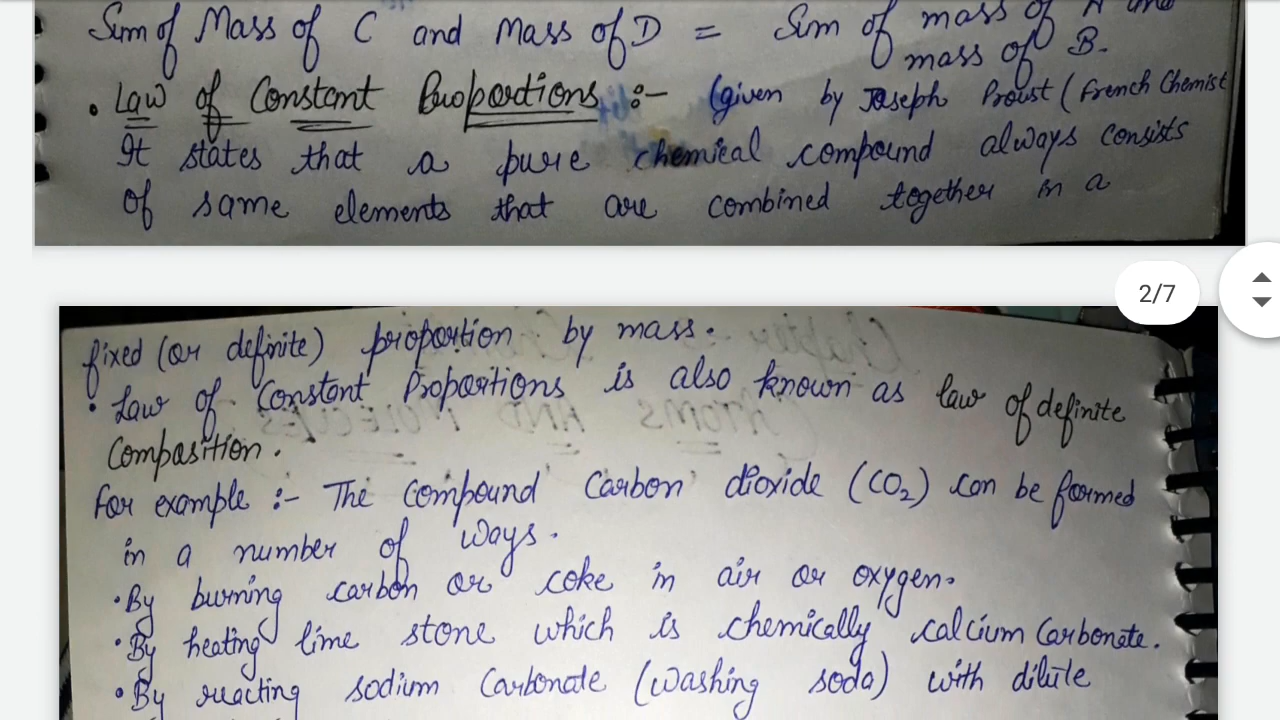 Sum of Mass of C and Mass of D = Sum of mass of A and
mass of B.
• Law of Constant Proportions :- (given by Joseph Proust (French Chemist
It states that a pure chemical compound always consists
of same elements that are combined together in a
2/7
fixed (or definite) proportion by mass.
• Law of Constant Proportions is also known as law of definite
Composition.
For example :- The Compound Carbon dioxide (CO₂) can be formed
in a number of ways.
• By burning carbon or coke in air or oxygen.
• By heating lime stone which is chemically calcium Carbonate.
• By reacting sodium Carbonate (washing soda) with dilute